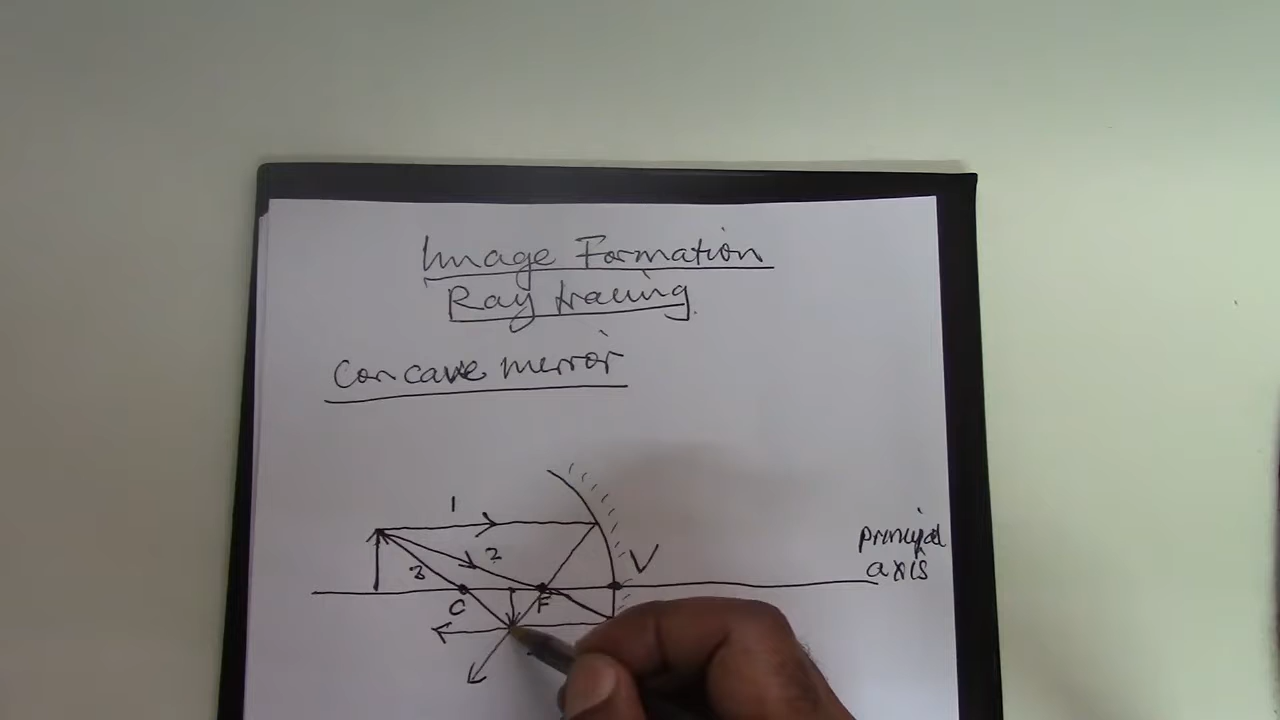 Image Formation
Ray tracing
Concave mirror
1
2
3
V
principal
axis
C
F